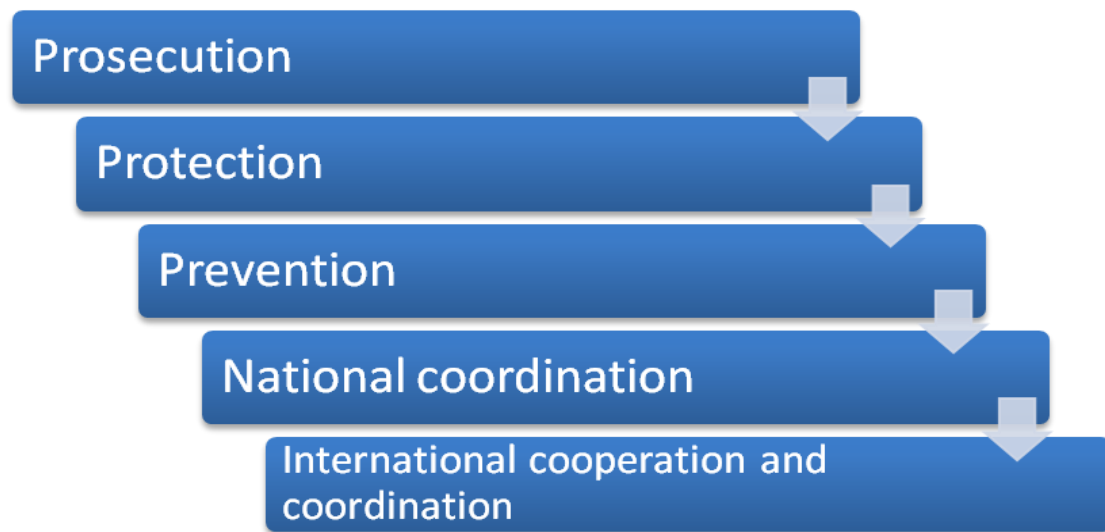 Prosecution
Protection
Prevention
National coordination
International cooperation and
coordination